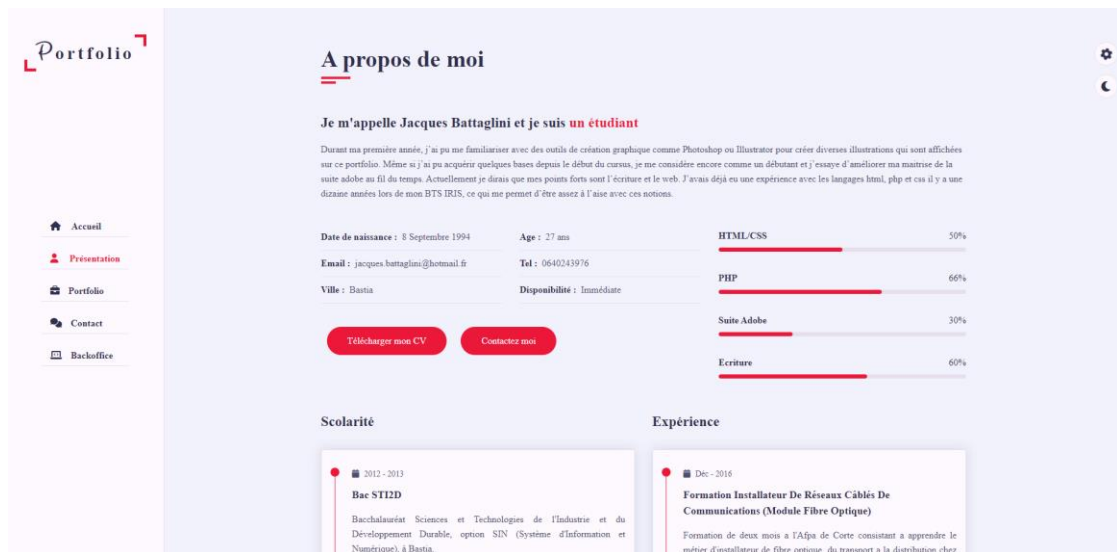 Portfolio
Accueil
Présentation
Portfolio
Contact
Backoffice
A propos de moi
Je m'appelle Jacques Battaglini et je suis un étudiant
Durant ma première année, j'ai pu me familiariser avec des outils de création graphique comme Photoshop ou Illustrator pour créer diverses illustrations qui sont affichées
sur ce portfolio. Même si j'ai pu acquérir quelques bases depuis le début du cursus, je me considère encore comme un débutant et j'essaye d'améliorer ma maitrise de la
suite adobe au fil du temps. Actuellement je dirais que mes points forts sont l'écriture et le web. J'avais déjà eu une expérience avec les langages html, php et css il y a une
dizaine années lors de mon BTS IRIS, ce qui me permet d'être assez à l'aise avec ces notions.
Date de naissance : 8 Septembre 1994
Age : 27 ans
Email : jacques.battaglini@hotmail.fr
Tel : 0640243976
Ville : Bastia
Disponibilité : Immédiate
Télécharger mon CV
Contactez moi
HTML/CSS 50%
PHP 66%
Suite Adobe 30%
Ecriture 60%
Scolarité
2012 - 2013
Bac STI2D
Bacchalauréat Sciences et Technologies de l'Industrie et du
Développement Durable, option SIN (Système d'Information et
Numérique), à Bastia.
Expérience
Déc - 2016
Formation Installateur De Réseaux Câblés De
Communications (Module Fibre Optique)
Formation de deux mois a l'Afpa de Corte consistant a apprendre le
métier d'installateur de fibre optique, du transport a la distribution chez